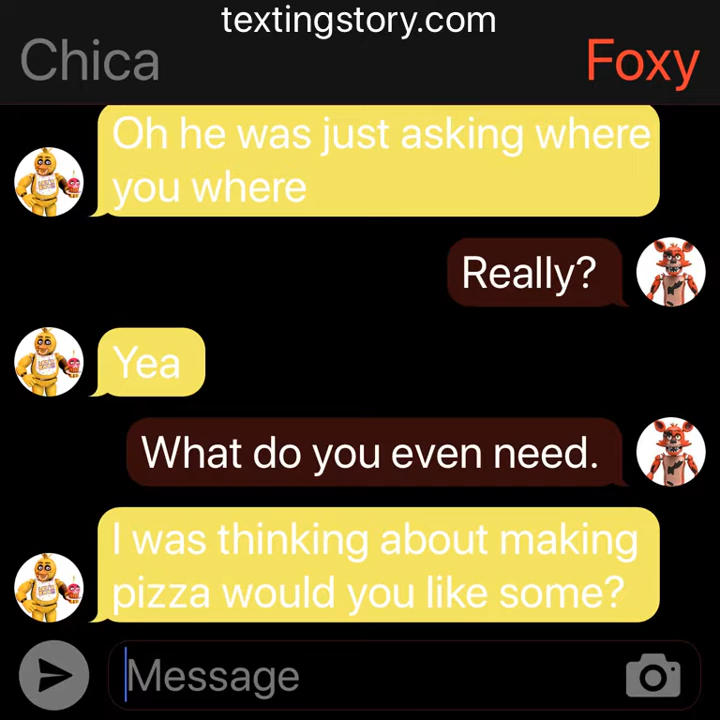 textingstory.com
Chica
Foxy
Oh he was just asking where
you where
Really?
Yea
What do you even need.
I was thinking about making
pizza would you like some?
Message